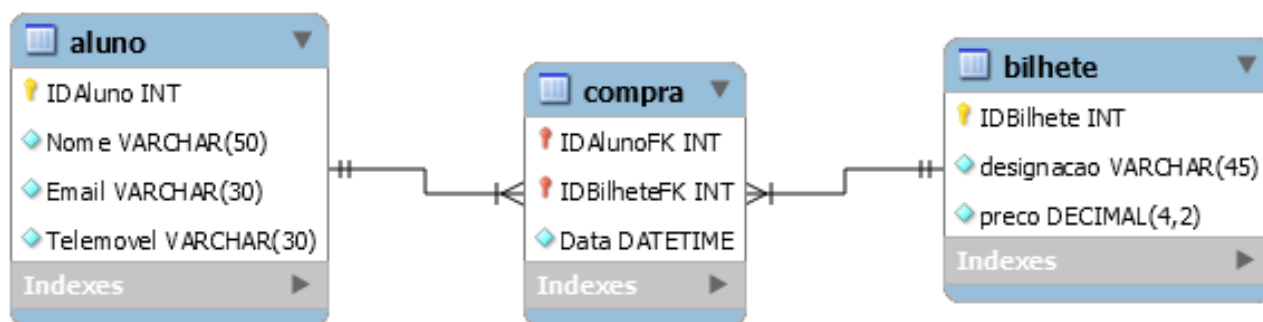 aluno
IDAluno INT
Nome VARCHAR(50)
Email VARCHAR(30)
Telemovel VARCHAR(30)
Indexes
compra
IDAlunoFK INT
IDBilheteFK INT
Data DATETIME
Indexes
bilhete
IDBilhete INT
designacao VARCHAR(45)
preco DECIMAL(4,2)
Indexes